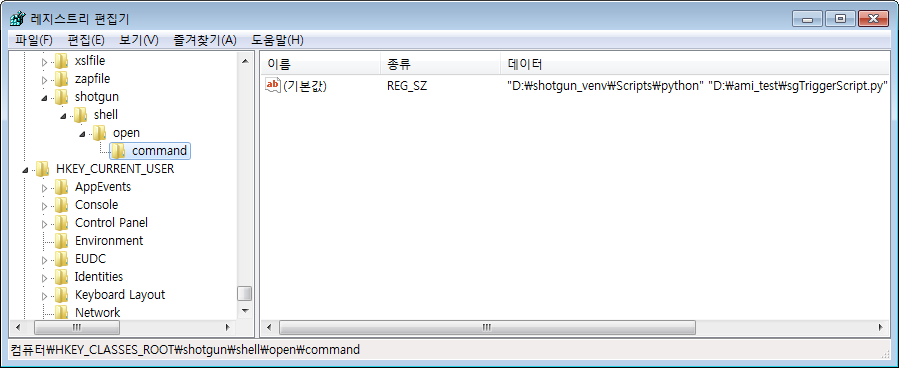 레지스트리 편집기
파일(F) 편집(E) 보기(V) 즐겨찾기(A) 도움말(H)
xslfile
zapfile
shotgun
shell
open
command
HKEY_CURRENT_USER
AppEvents
Console
Control Panel
Environment
EUDC
Identities
Keyboard Layout
Network
이름 종류 데이터
ab (기본값) REG_SZ "D:₩shotgun_venv₩Scripts₩python" "D:₩ami_test₩sgTriggerScript.py"
컴퓨터₩HKEY_CLASSES_ROOT₩shotgun₩shell₩open₩command